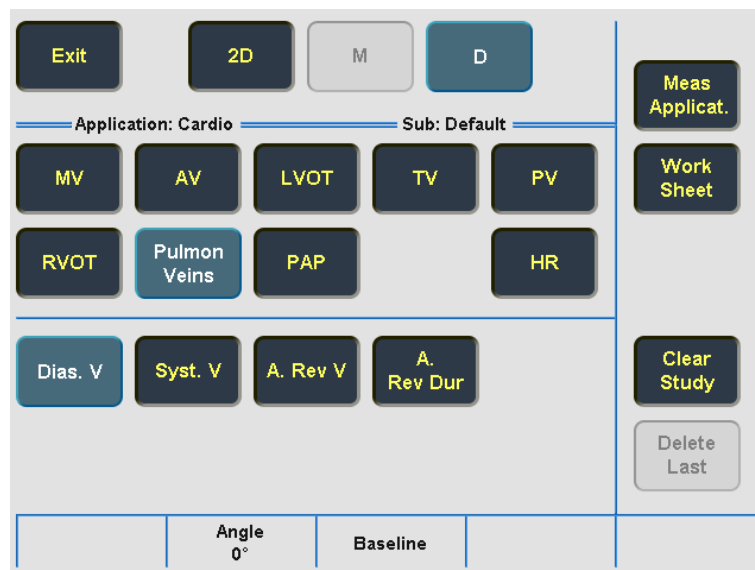 Exit
2D
M
D
Meas
Applicat.
Application: Cardio
Sub: Default
MV
AV
LVOT
TV
PV
Work
Sheet
RVOT
Pulmon
Veins
PAP
HR
Dias. V
Syst. V
A. Rev V
A.
Rev Dur
Clear
Study
Delete
Last
Angle
0°
Baseline